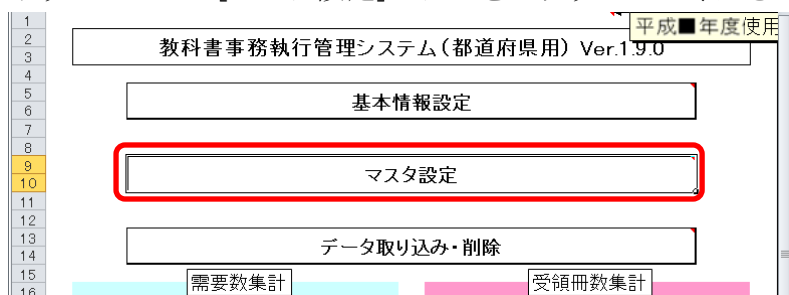 1
平成■年度使用
2
3
教科書事務執行管理システム(都道府県用) Ver.1.9.0
4
5
6
基本情報設定
7
8
9
10
マスタ設定
11
12
13
14
データ取り込み・削除
15
16
需要数集計
受領冊数集計